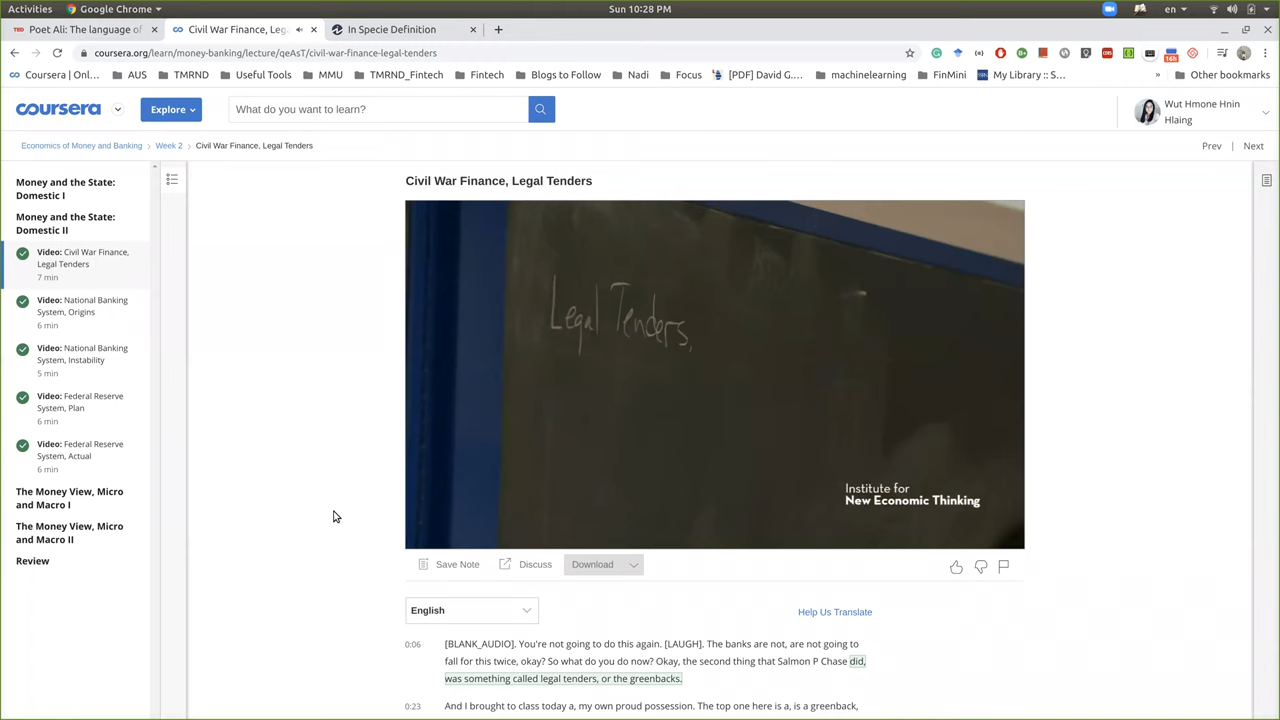 Activities
Google Chrome
Sun 10:28 PM
en
Poet Ali: The language of
Civil War Finance, Leg
In Specie Definition
coursera.org/learn/money-banking/lecture/qeAsT/civil-war-finance-legal-tenders
Coursera | Onl…
AUS
TMRND
Useful Tools
MMU
TMRND_Fintech
Fintech
Blogs to Follow
Nadi
Focus
[PDF] David G.…
machinelearning
FinMini
My Library :: S…
»
Other bookmarks
coursera
Explore
What do you want to learn?
Wut Hmone Hnin
Hlaing
Economics of Money and Banking > Week 2 > Civil War Finance, Legal Tenders
Prev | Next
Money and the State:
Domestic I
Money and the State:
Domestic II
Video: Civil War Finance,
Legal Tenders
7 min
Video: National Banking
System, Origins
6 min
Video: National Banking
System, Instability
5 min
Video: Federal Reserve
System, Plan
6 min
Video: Federal Reserve
System, Actual
6 min
The Money View, Micro
and Macro I
The Money View, Micro
and Macro II
Review
Civil War Finance, Legal Tenders
Legal Tenders,
Institute for
New Economic Thinking
Save Note
Discuss
Download
English
Help Us Translate
0:06
[BLANK_AUDIO]. You're not going to do this again. [LAUGH]. The banks are not, are not going to
fall for this twice, okay? So what do you do now? Okay, the second thing that Salmon P Chase did,
was something called legal tenders, or the greenbacks.
0:23
And I brought to class today a, my own proud possession. The top one here is a, is a greenback,